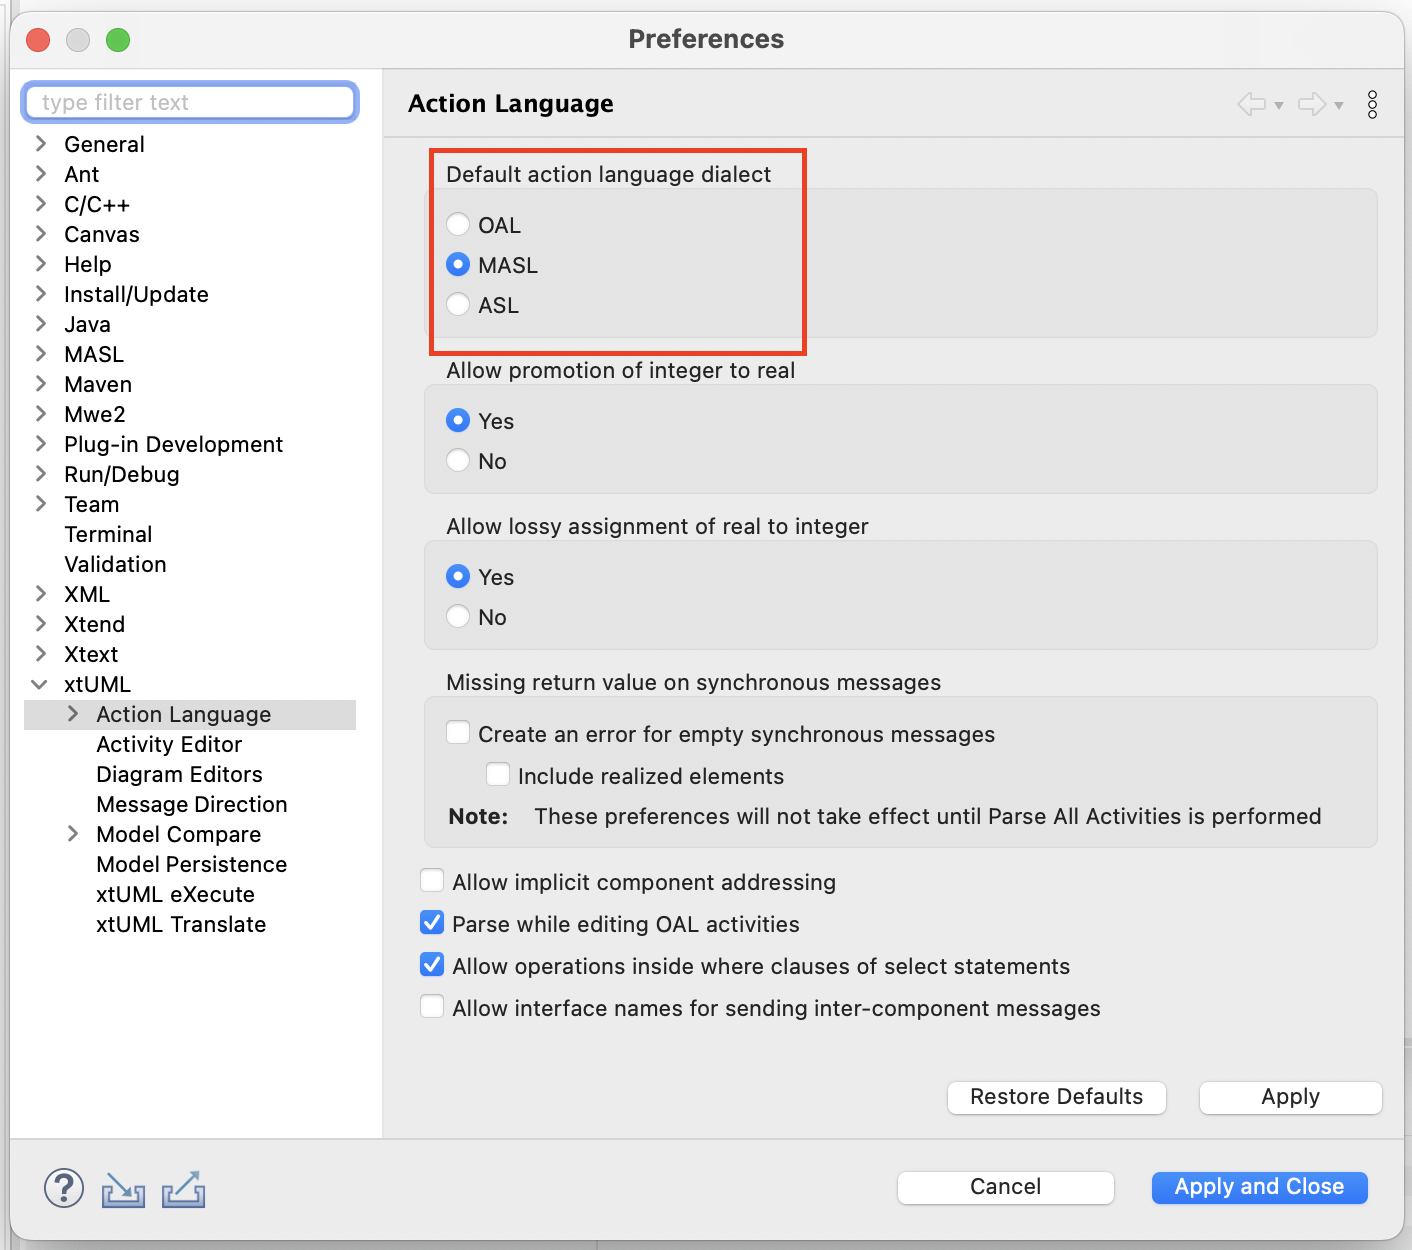 Preferences
type filter text
General
Ant
C/C++
Canvas
Help
Install/Update
Java
MASL
Maven
Mwe2
Plug-in Development
Run/Debug
Team
Terminal
Validation
XML
Xtend
Xtext
xtUML
Action Language
Activity Editor
Diagram Editors
Message Direction
Model Compare
Model Persistence
xtUML eXecute
xtUML Translate
Action Language
Default action language dialect
OAL
MASL
ASL
Allow promotion of integer to real
Yes
No
Allow lossy assignment of real to integer
Yes
No
Missing return value on synchronous messages
Create an error for empty synchronous messages
Include realized elements
Note: These preferences will not take effect until Parse All Activities is performed
Allow implicit component addressing
Parse while editing OAL activities
Allow operations inside where clauses of select statements
Allow interface names for sending inter-component messages
Restore Defaults Apply
? Cancel Apply and Close